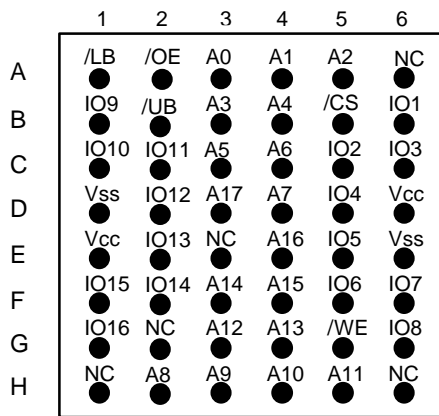 1 2 3 4 5 6
A /LB /OE A0 A1 A2 NC
B IO9 /UB A3 A4 /CS IO1
C IO10 IO11 A5 A6 IO2 IO3
D Vss IO12 A17 A7 IO4 Vcc
E Vcc IO13 NC A16 IO5 Vss
F IO15 IO14 A14 A15 IO6 IO7
G IO16 NC A12 A13 /WE IO8
H NC A8 A9 A10 A11 NC